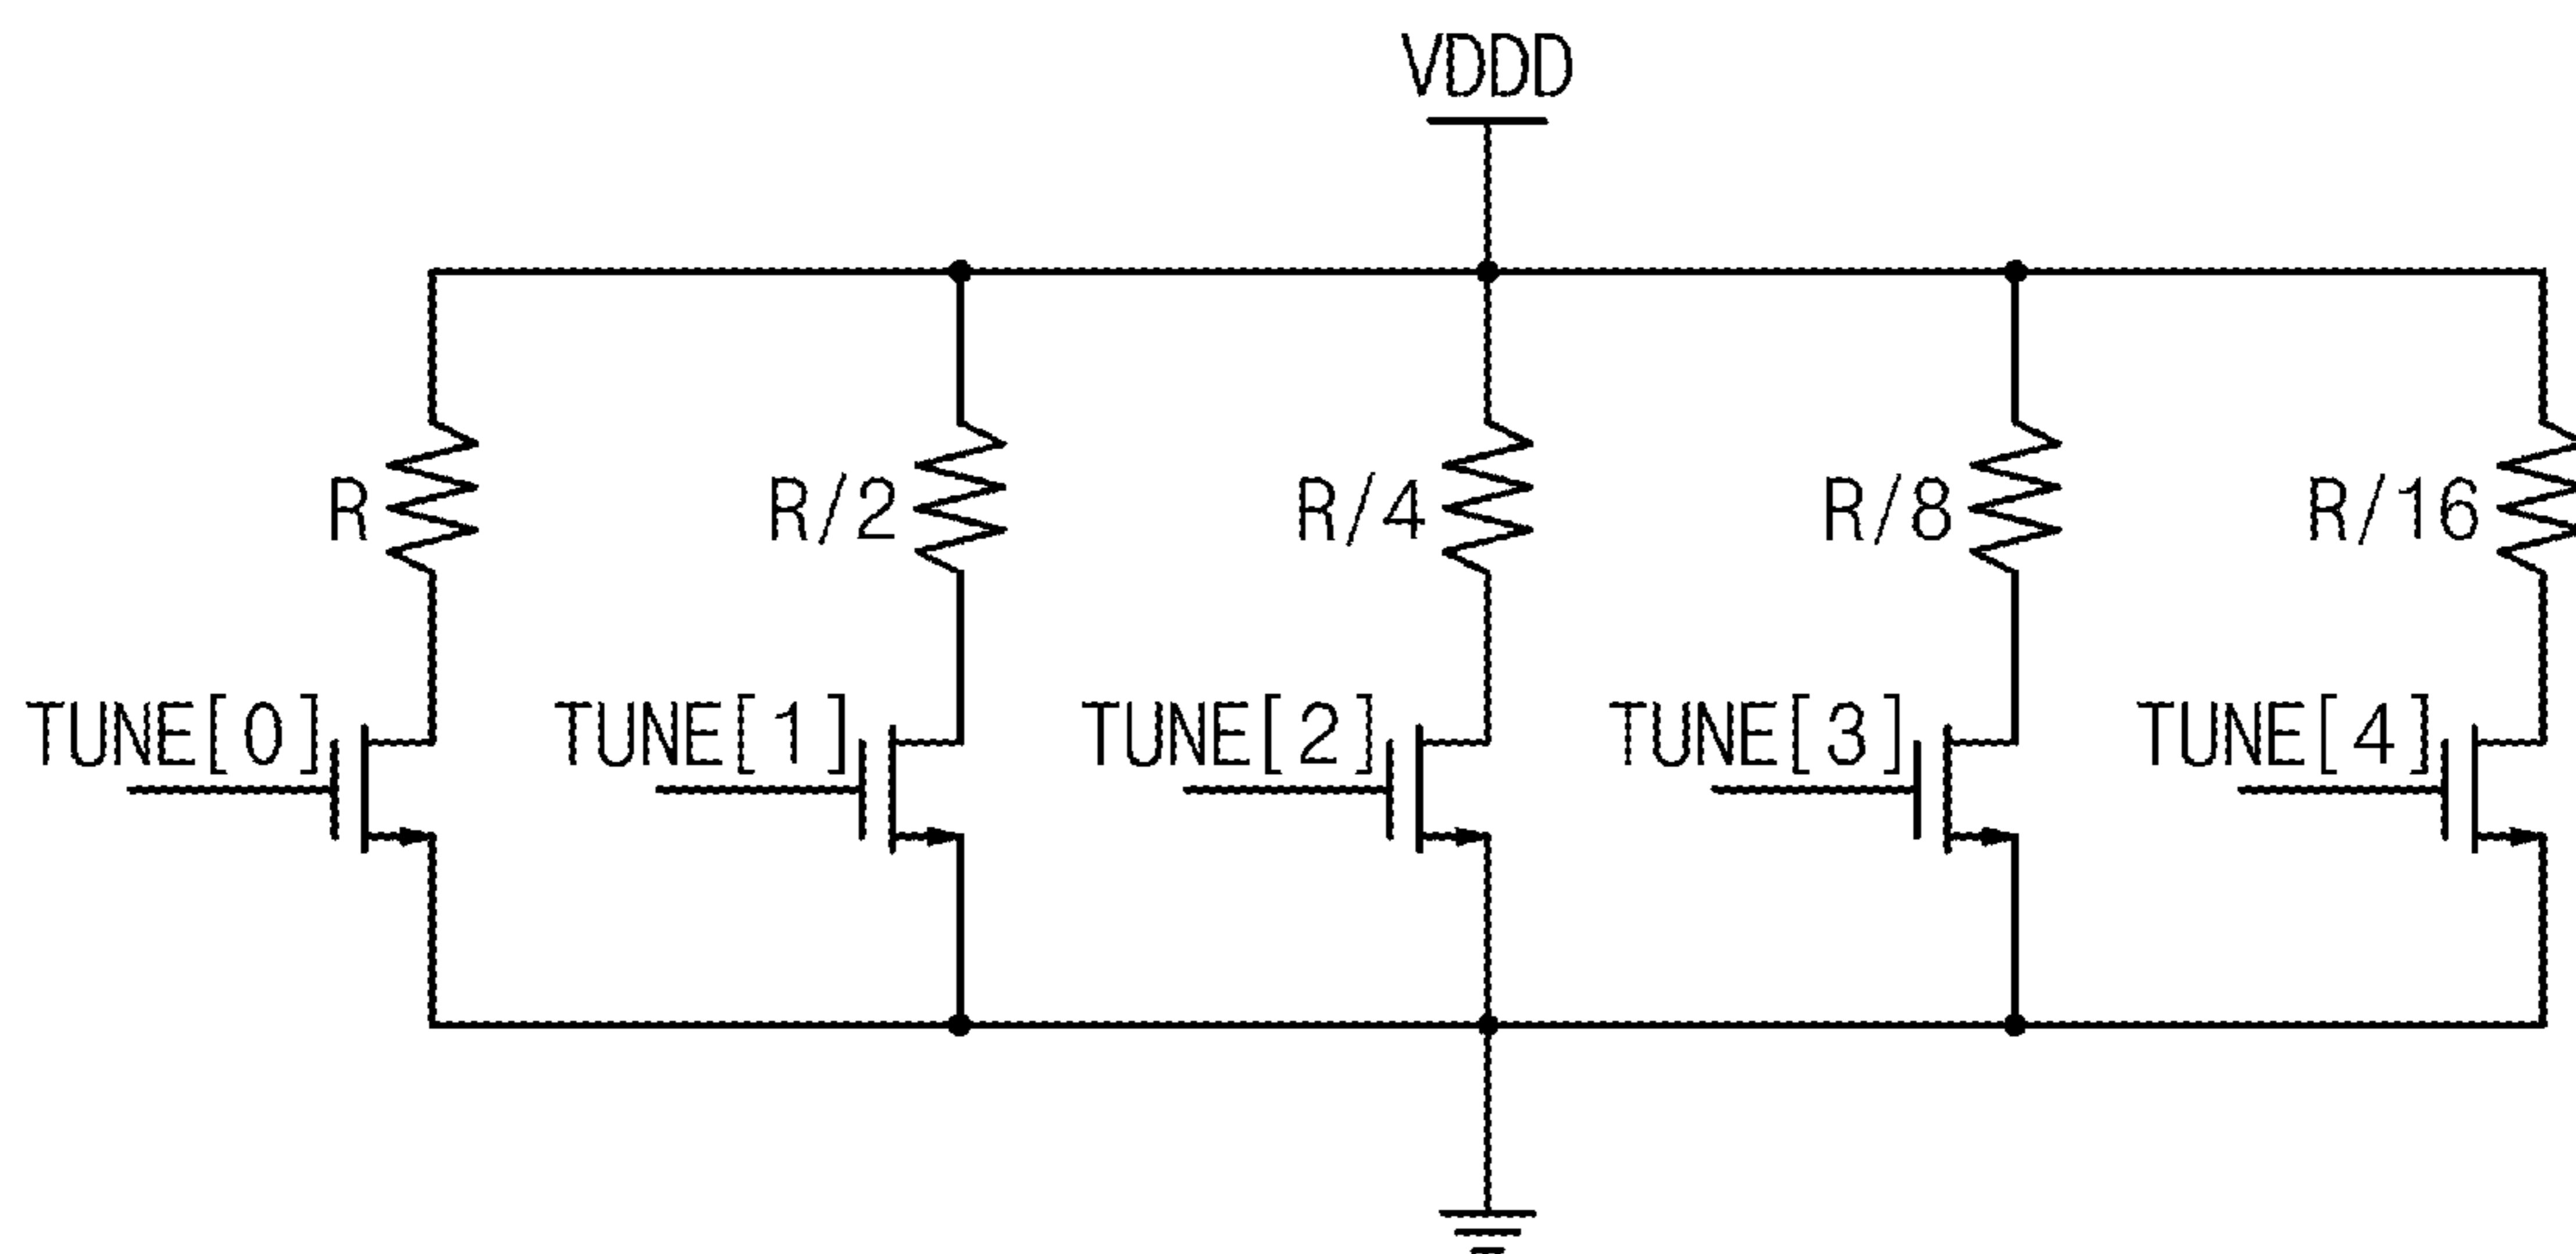 VDDD
R
R/2
R/4
R/8
R/16
TUNE[0]
TUNE[1]
TUNE[2]
TUNE[3]
TUNE[4]